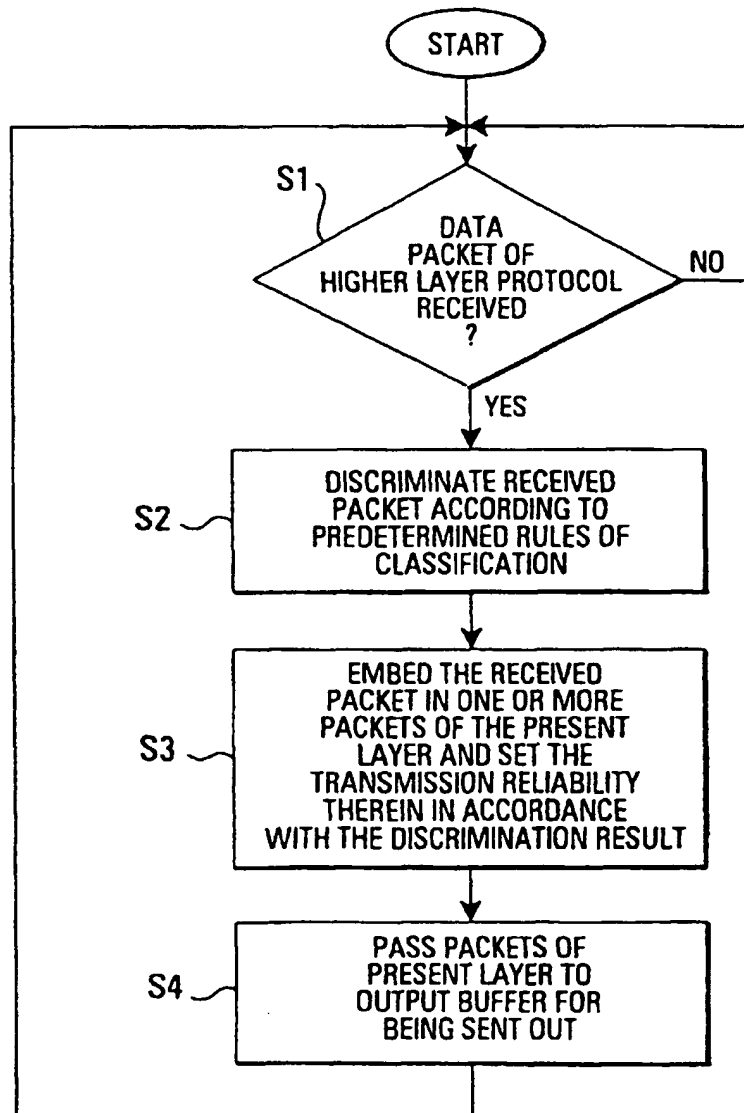 START
S1
DATA
PACKET OF
HIGHER LAYER PROTOCOL
RECEIVED
?
NO
YES
S2
DISCRIMINATE RECEIVED
PACKET ACCORDING TO
PREDETERMINED RULES OF
CLASSIFICATION
S3
EMBED THE RECEIVED
PACKET IN ONE OR MORE
PACKETS OF THE PRESENT
LAYER AND SET THE
TRANSMISSION RELIABILITY
THEREIN IN ACCORDANCE
WITH THE DISCRIMINATION RESULT
S4
PASS PACKETS OF
PRESENT LAYER TO
OUTPUT BUFFER FOR
BEING SENT OUT